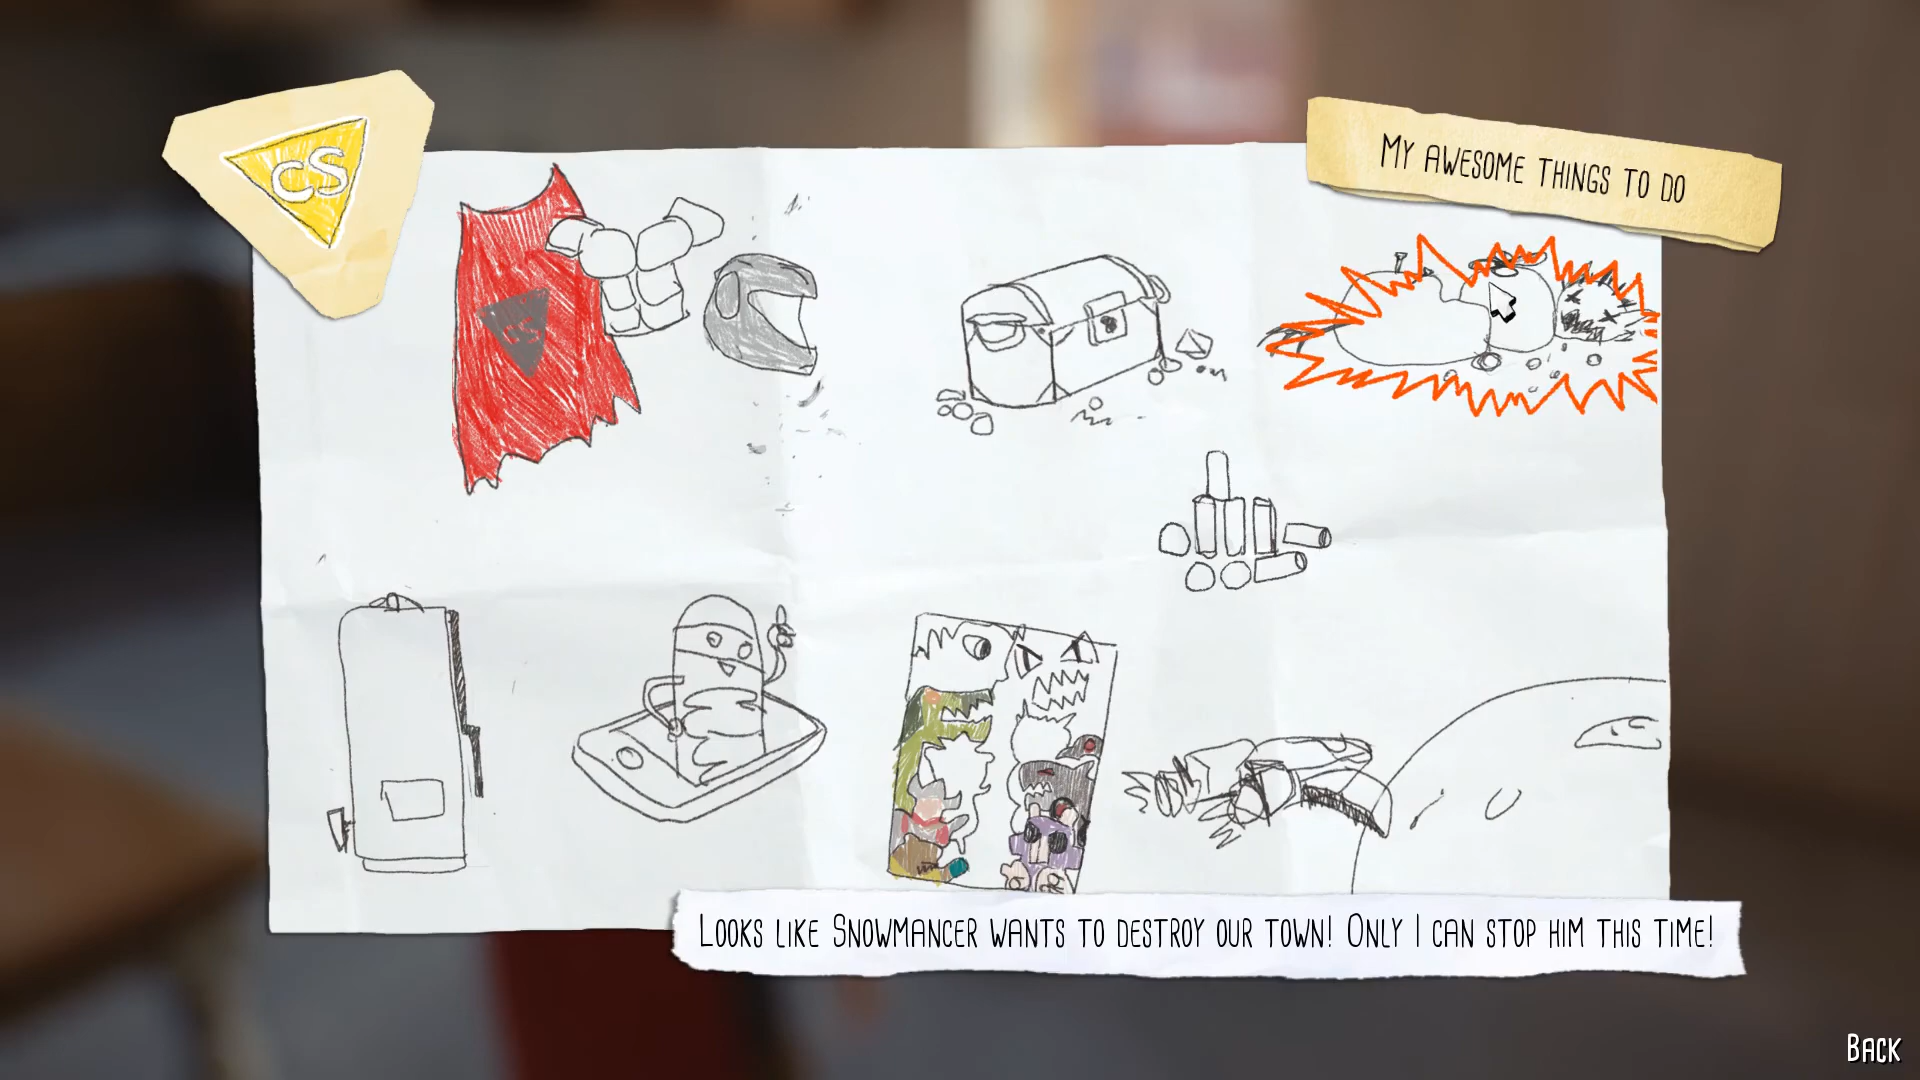 CS
MY AWESOME THINGS TO DO
CS
LOOKS LIKE SNOWMANCER WANTS TO DESTROY OUR TOWN! ONLY I CAN STOP HIM THIS TIME!
BACK